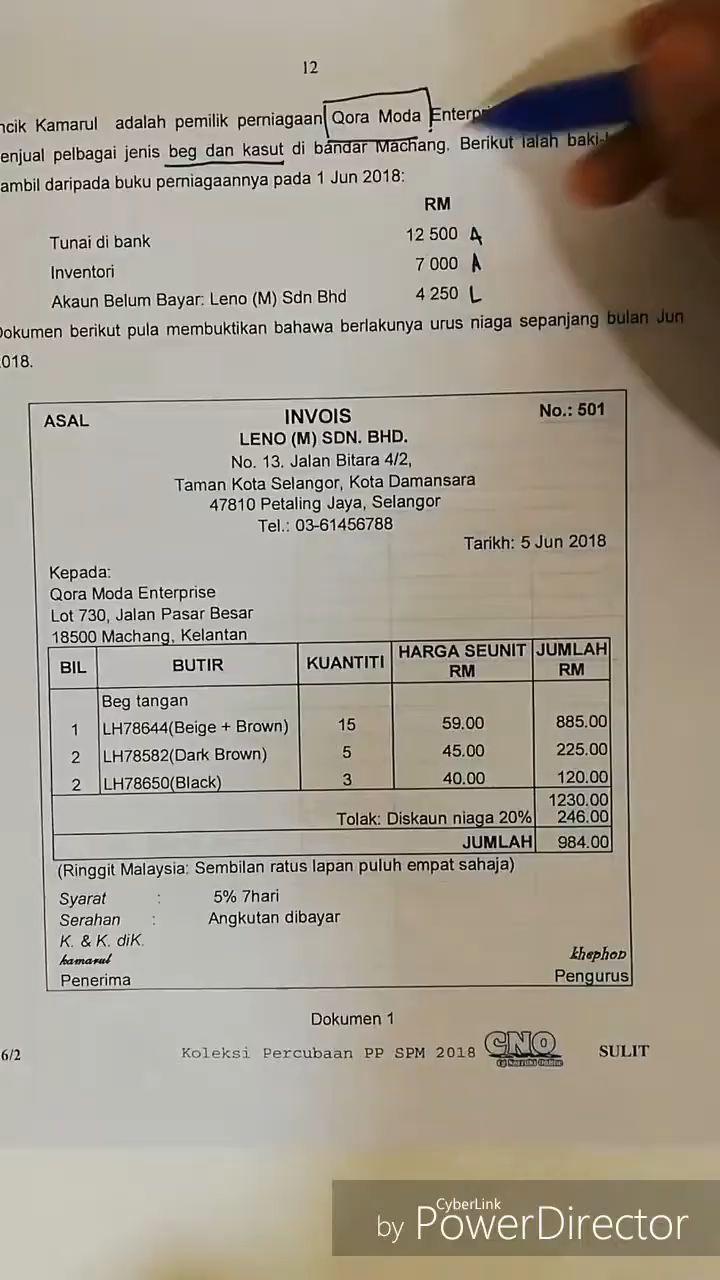 12
ncik Kamarul adalah pemilik perniagaan Qora Moda Enterpri
enjual pelbagai jenis beg dan kasut di bandar Machang. Berikut ialah baki-
ambil daripada buku perniagaannya pada 1 Jun 2018:
RM
Tunai di bank 12 500 A
Inventori 7 000 A
Akaun Belum Bayar: Leno (M) Sdn Bhd 4 250 L
Dokumen berikut pula membuktikan bahawa berlakunya urus niaga sepanjang bulan Jun
018.
ASAL INVOIS No.: 501
LENO (M) SDN. BHD.
No. 13. Jalan Bitara 4/2,
Taman Kota Selangor, Kota Damansara
47810 Petaling Jaya, Selangor
Tel.: 03-61456788
Tarikh: 5 Jun 2018
Kepada:
Qora Moda Enterprise
Lot 730, Jalan Pasar Besar
18500 Machang, Kelantan
BIL BUTIR KUANTITI HARGA SEUNIT RM JUMLAH RM
Beg tangan
1 LH78644(Beige + Brown) 15 59.00 885.00
2 LH78582(Dark Brown) 5 45.00 225.00
2 LH78650(Black) 3 40.00 120.00
1230.00
Tolak: Diskaun niaga 20% 246.00
JUMLAH 984.00
(Ringgit Malaysia: Sembilan ratus lapan puluh empat sahaja)
Syarat : 5% 7hari
Serahan : Angkutan dibayar
K. & K. diK.
kamarul khephon
Penerima Pengurus
Dokumen 1
6/2 Koleksi Percubaan PP SPM 2018 CNO SULIT
CyberLink
by PowerDirector